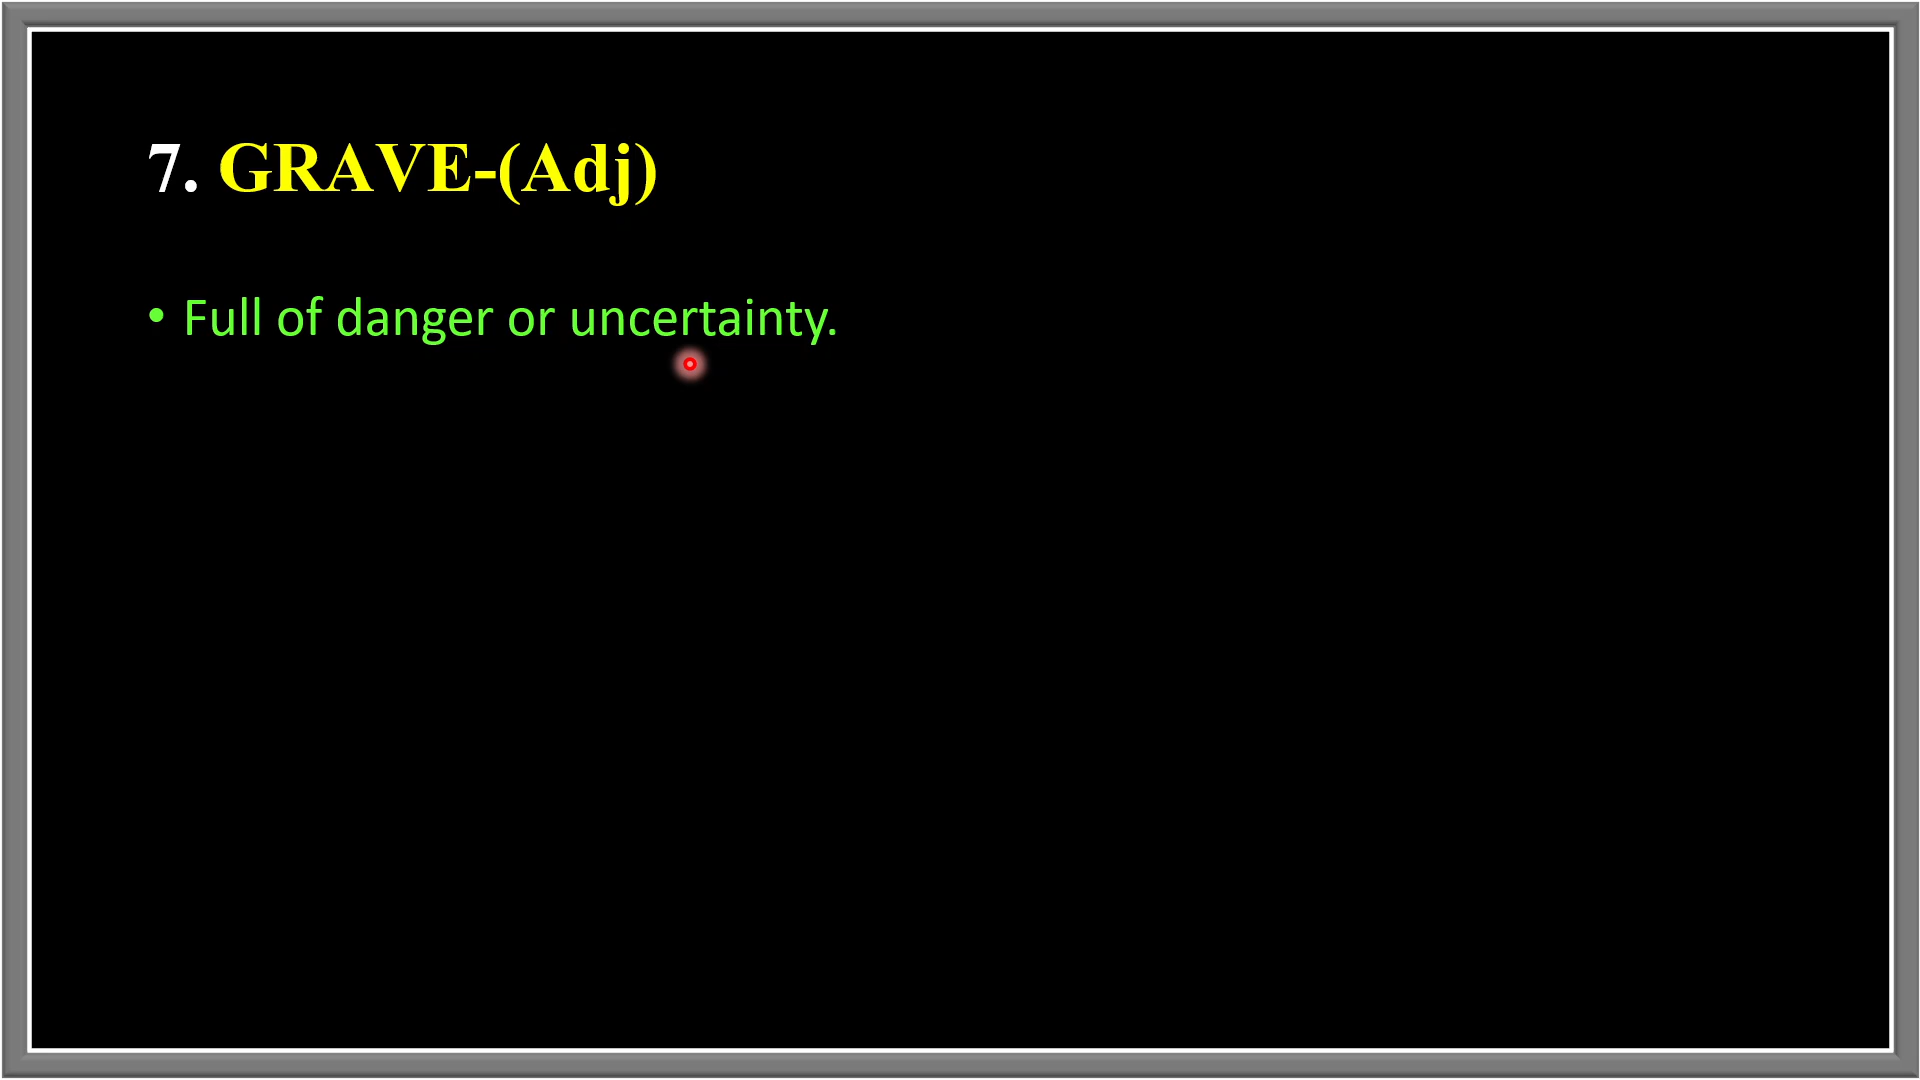 7. GRAVE-(Adj)
• Full of danger or uncertainty.